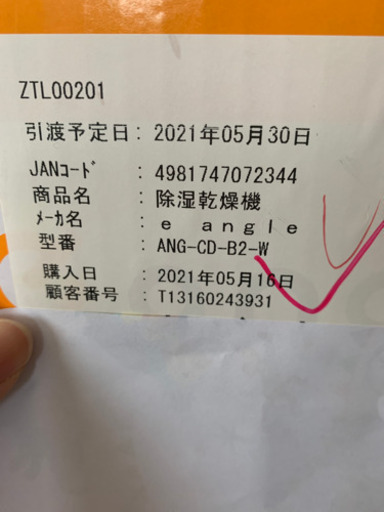 ZTL00201
引渡予定日: 2021年05月30日
JANｺｰﾄﾞ : 4981747072344
商品名 : 除湿乾燥機
ﾒｰｶ名 : ｅ ａｎｇｌｅ
型番 : ANG-CD-B2-W
購入日 : 2021年05月16日
顧客番号 : T13160243931